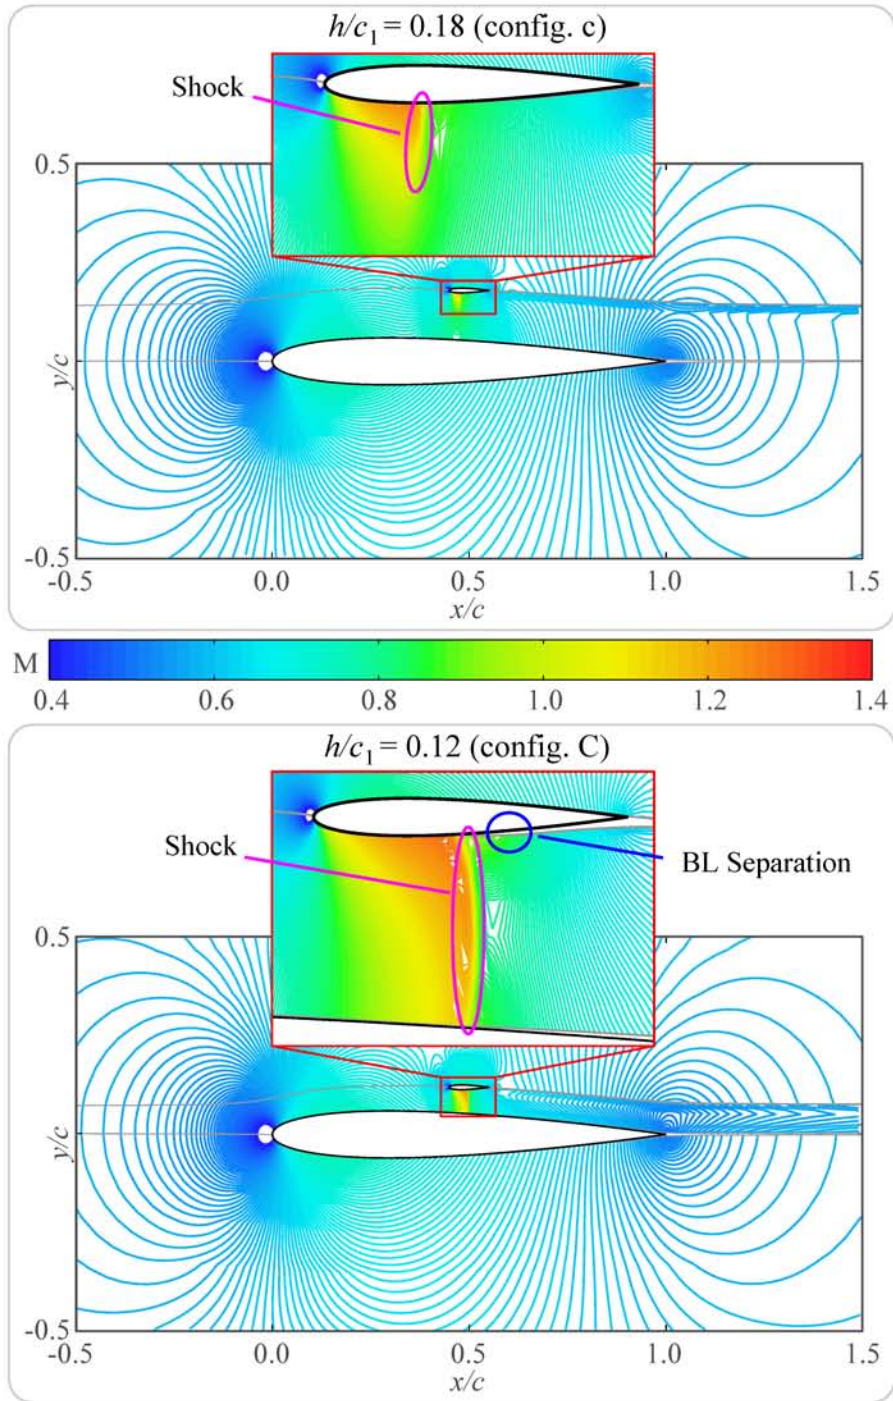 h/c₁ = 0.18 (config. c)
Shock
0.5
y/c
-0.5
-0.5 0.0 0.5 1.0 1.5
x/c
M
0.4 0.6 0.8 1.0 1.2 1.4
h/c₁ = 0.12 (config. C)
Shock
BL Separation
0.5
y/c
-0.5
-0.5 0.0 0.5 1.0 1.5
x/c